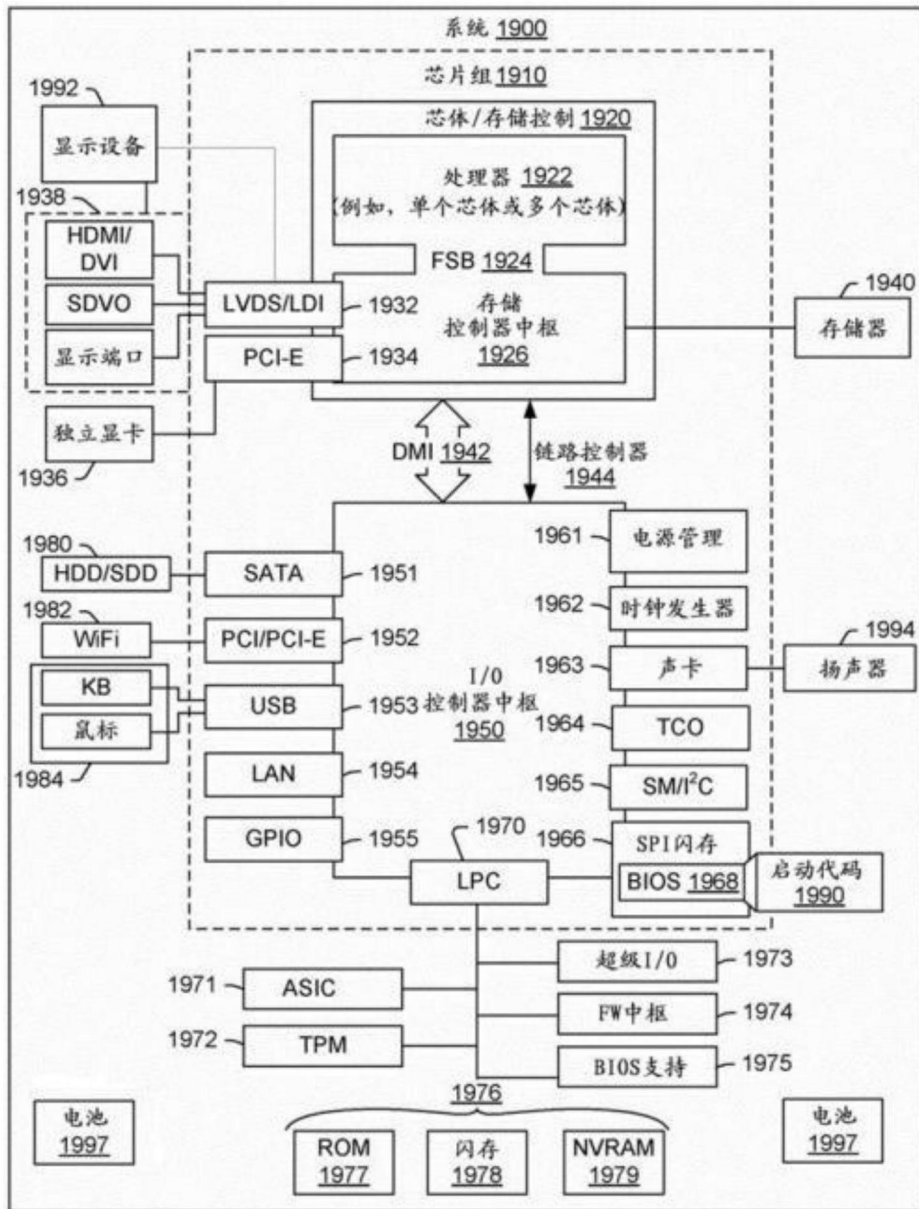 系统 1900
芯片组 1910
1992
显示设备
芯体/存储控制 1920
处理器 1922
(例如，单个芯体或多个芯体)
1938
HDMI/
DVI
SDVO
显示端口
FSB 1924
LVDS/LDI
1932
存储
控制器中枢
1926
PCI-E
1934
1940
存储器
独立显卡
1936
DMI 1942
链路控制器
1944
1980
HDD/SDD
SATA
1951
1961
电源管理
1982
WiFi
PCI/PCI-E
1952
1962
时钟发生器
KB
鼠标
1984
USB
1953
I/O
控制器中枢
1950
1963
声卡
1994
扬声器
1964
TCO
LAN
1954
1965
SM/I²C
GPIO
1955
1970
LPC
1966
SPI闪存
BIOS 1968
启动代码
1990
1971
ASIC
超级I/O
1973
1972
TPM
FW中枢
1974
BIOS支持
1975
1976
电池
1997
ROM
1977
闪存
1978
NVRAM
1979
电池
1997